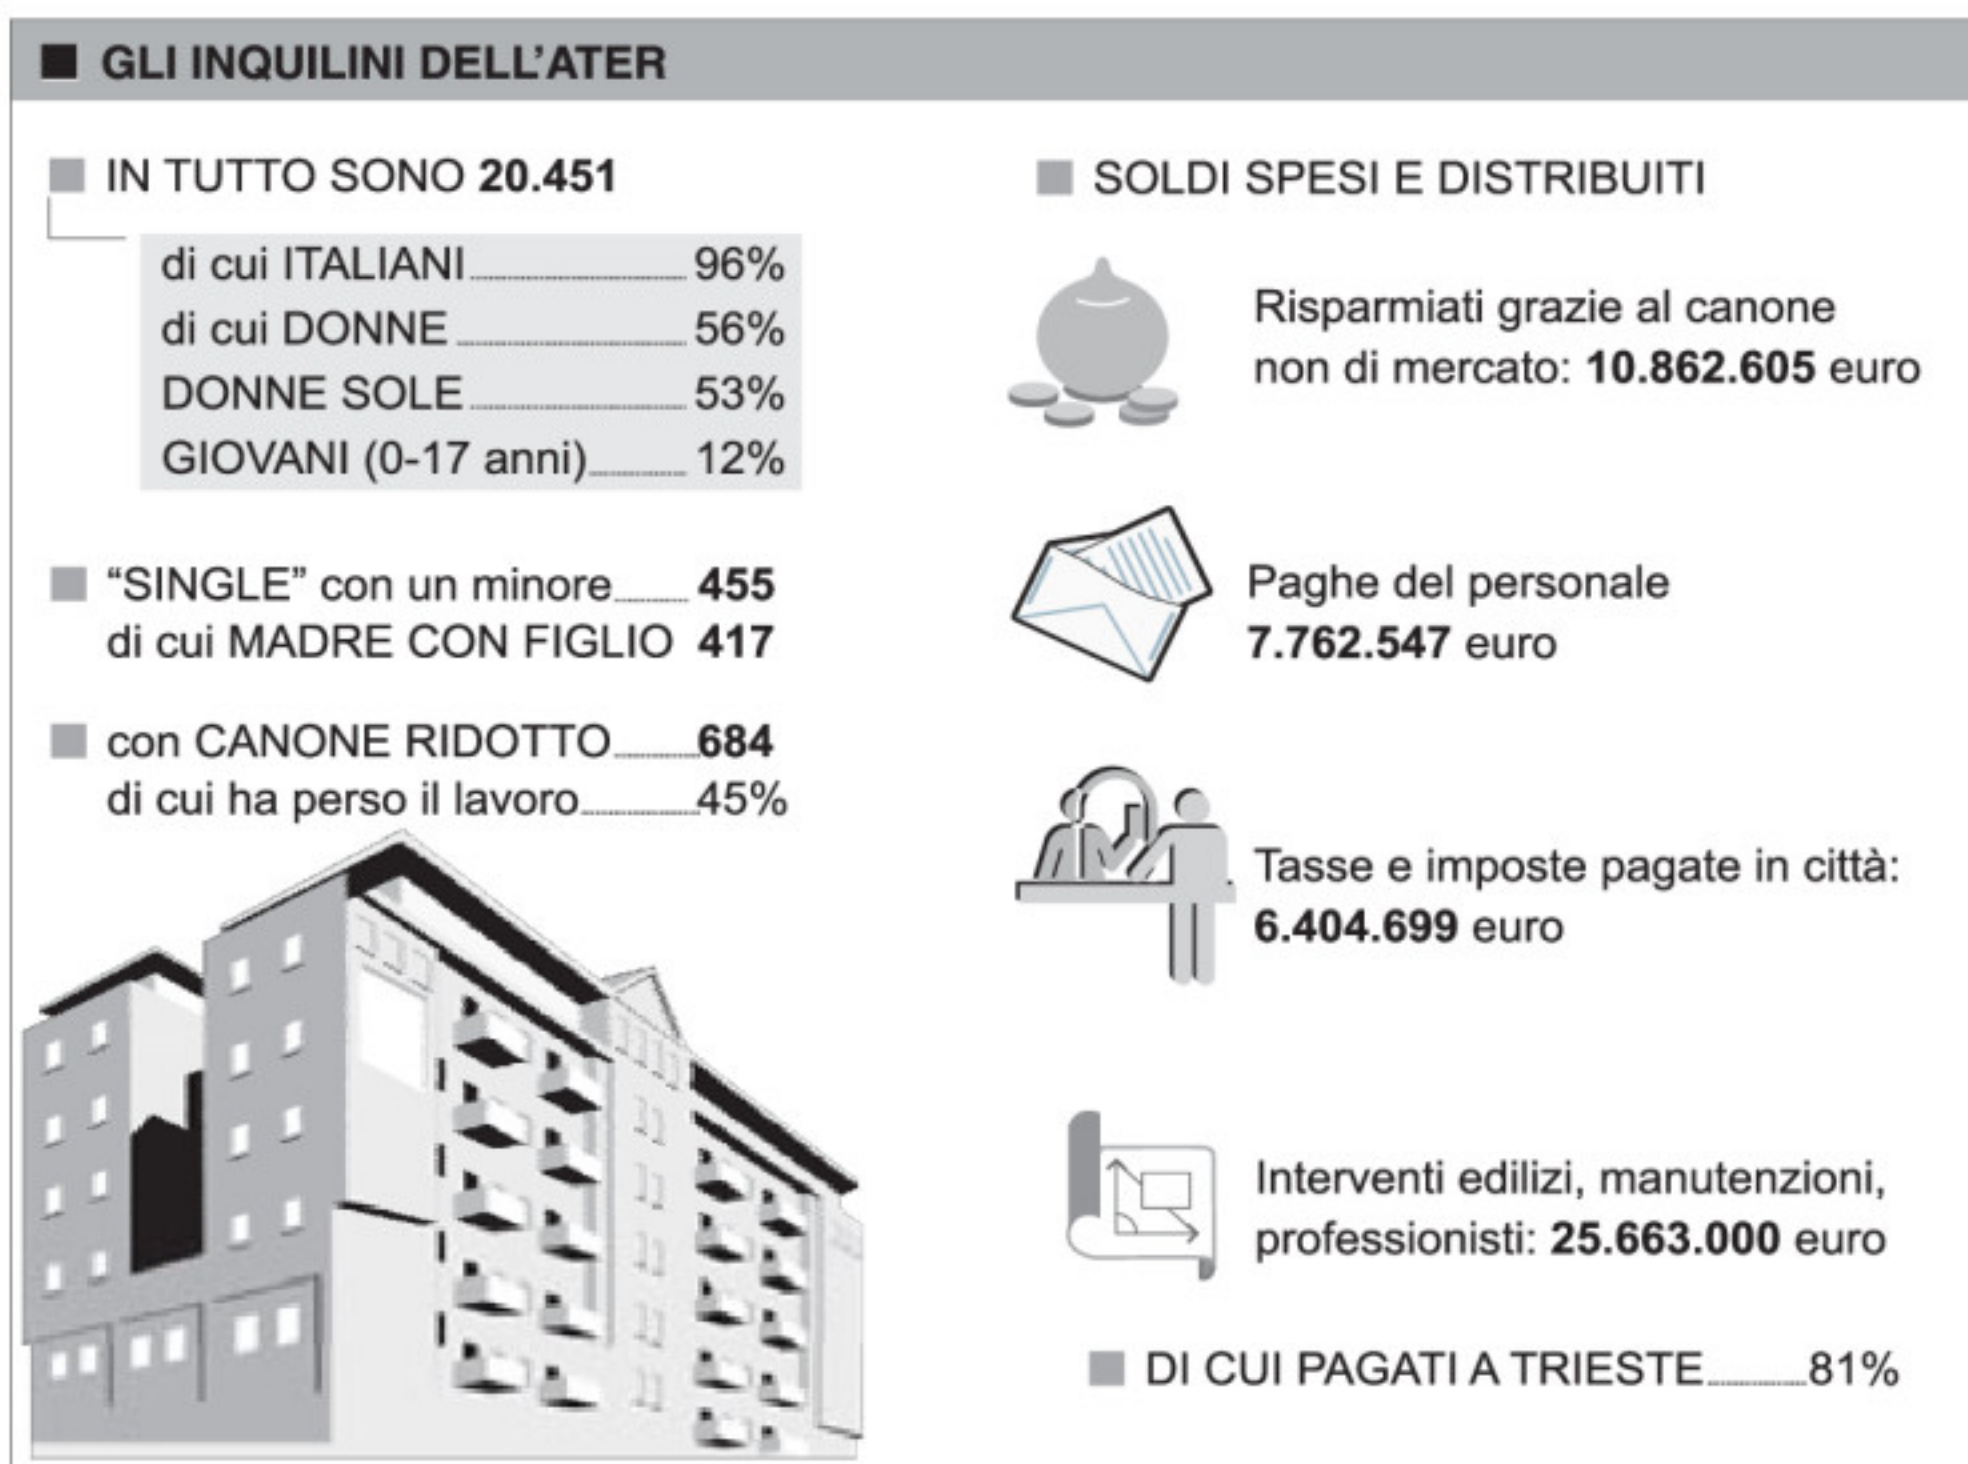 GLI INQUILINI DELL'ATER
IN TUTTO SONO 20.451
di cui ITALIANI 96%
di cui DONNE 56%
DONNE SOLE 53%
GIOVANI (0-17 anni) 12%
“SINGLE” con un minore 455
di cui MADRE CON FIGLIO 417
con CANONE RIDOTTO 684
di cui ha perso il lavoro 45%
SOLDI SPESI E DISTRIBUITI
Risparmiati grazie al canone
non di mercato: 10.862.605 euro
Paghe del personale
7.762.547 euro
Tasse e imposte pagate in città:
6.404.699 euro
Interventi edilizi, manutenzioni,
professionisti: 25.663.000 euro
DI CUI PAGATI A TRIESTE 81%